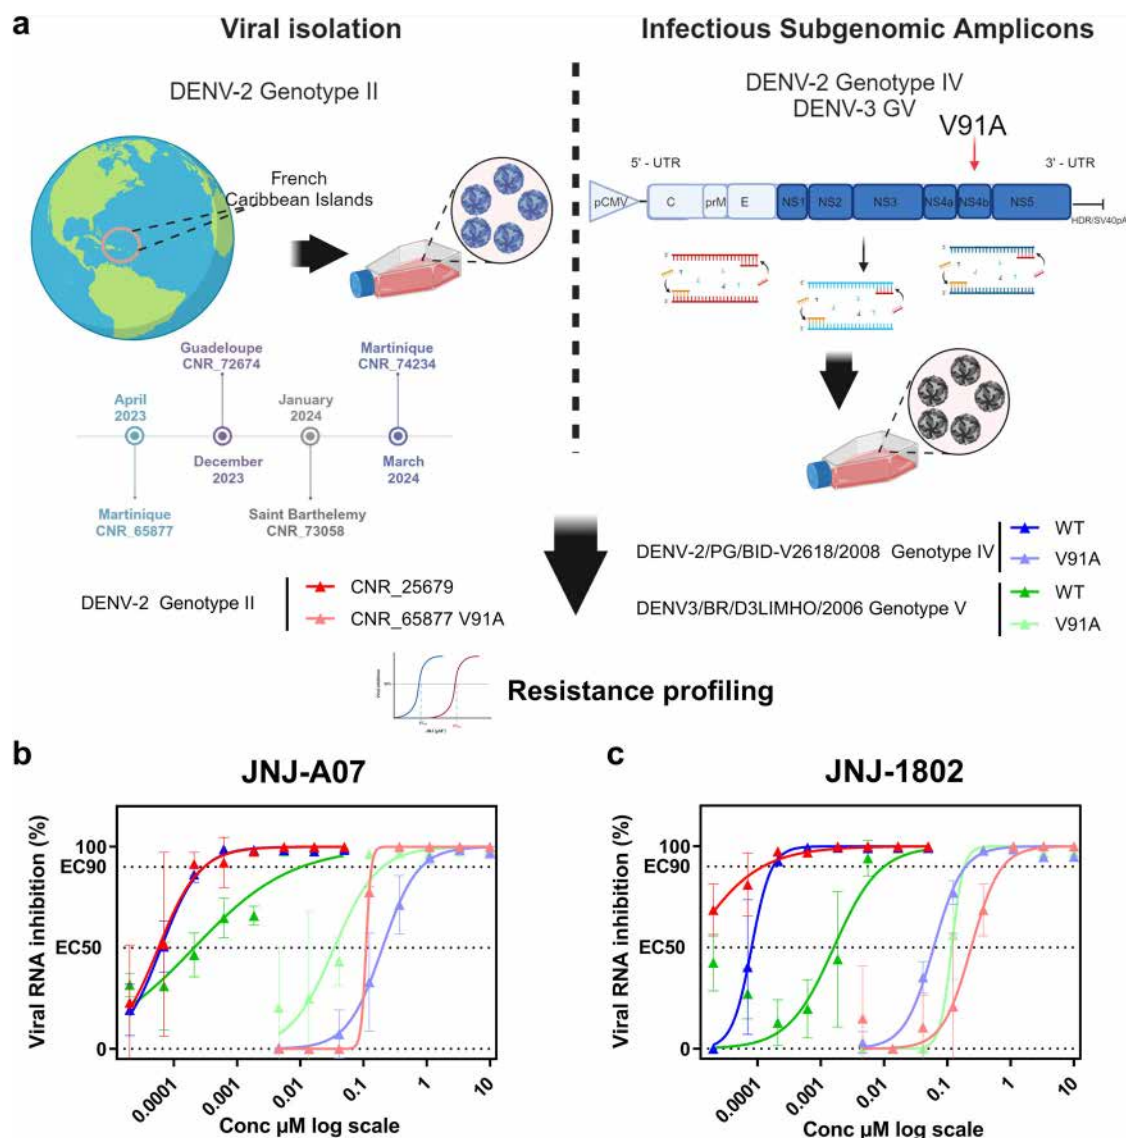 a
Viral isolation
Infectious Subgenomic Amplicons
DENV-2 Genotype II
DENV-2 Genotype IV
DENV-3 GV
V91A
French
Caribbean Islands
5' - UTR
3' - UTR
pCMV
C
prM
E
NS1
NS2
NS3
NS4a
NS4b
NS5
HDR/SV40pA
Guadeloupe
CNR_72674
Martinique
CNR_74234
April
2023
January
2024
December
2023
March
2024
Martinique
CNR_65877
Saint Barthelemy
CNR_73058
DENV-2 Genotype II
CNR_25679
CNR_65877 V91A
DENV-2/PG/BID-V2618/2008 Genotype IV
WT
V91A
DENV3/BR/D3LIMHO/2006 Genotype V
WT
V91A
Resistance profiling
b
JNJ-A07
Viral RNA inhibition (%)
100
EC90
EC50
0
0.0001
0.001
0.01
0.1
1
10
Conc µM log scale
c
JNJ-1802
Viral RNA inhibition (%)
100
EC90
EC50
0
0.0001
0.001
0.01
0.1
1
10
Conc µM log scale